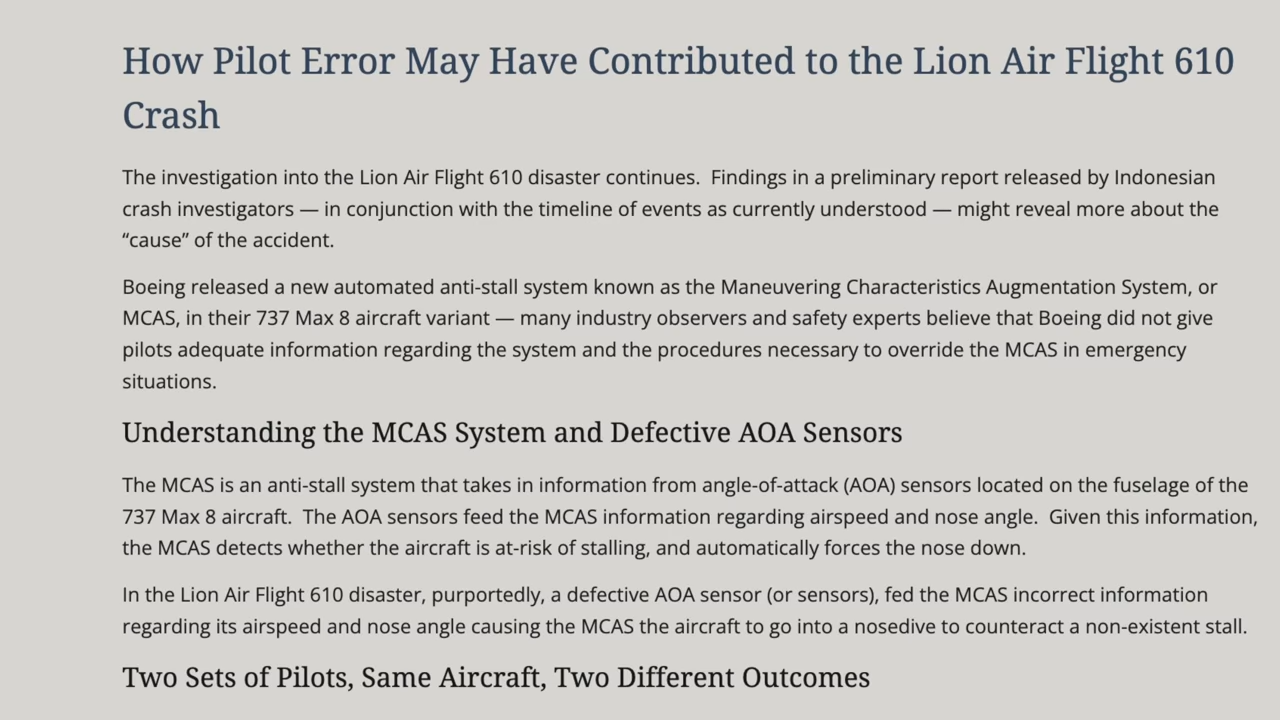 How Pilot Error May Have Contributed to the Lion Air Flight 610
Crash
The investigation into the Lion Air Flight 610 disaster continues.  Findings in a preliminary report released by Indonesian
crash investigators — in conjunction with the timeline of events as currently understood — might reveal more about the
“cause” of the accident.
Boeing released a new automated anti-stall system known as the Maneuvering Characteristics Augmentation System, or
MCAS, in their 737 Max 8 aircraft variant — many industry observers and safety experts believe that Boeing did not give
pilots adequate information regarding the system and the procedures necessary to override the MCAS in emergency
situations.
Understanding the MCAS System and Defective AOA Sensors
The MCAS is an anti-stall system that takes in information from angle-of-attack (AOA) sensors located on the fuselage of the
737 Max 8 aircraft.  The AOA sensors feed the MCAS information regarding airspeed and nose angle.  Given this information,
the MCAS detects whether the aircraft is at-risk of stalling, and automatically forces the nose down.
In the Lion Air Flight 610 disaster, purportedly, a defective AOA sensor (or sensors), fed the MCAS incorrect information
regarding its airspeed and nose angle causing the MCAS the aircraft to go into a nosedive to counteract a non-existent stall.
Two Sets of Pilots, Same Aircraft, Two Different Outcomes